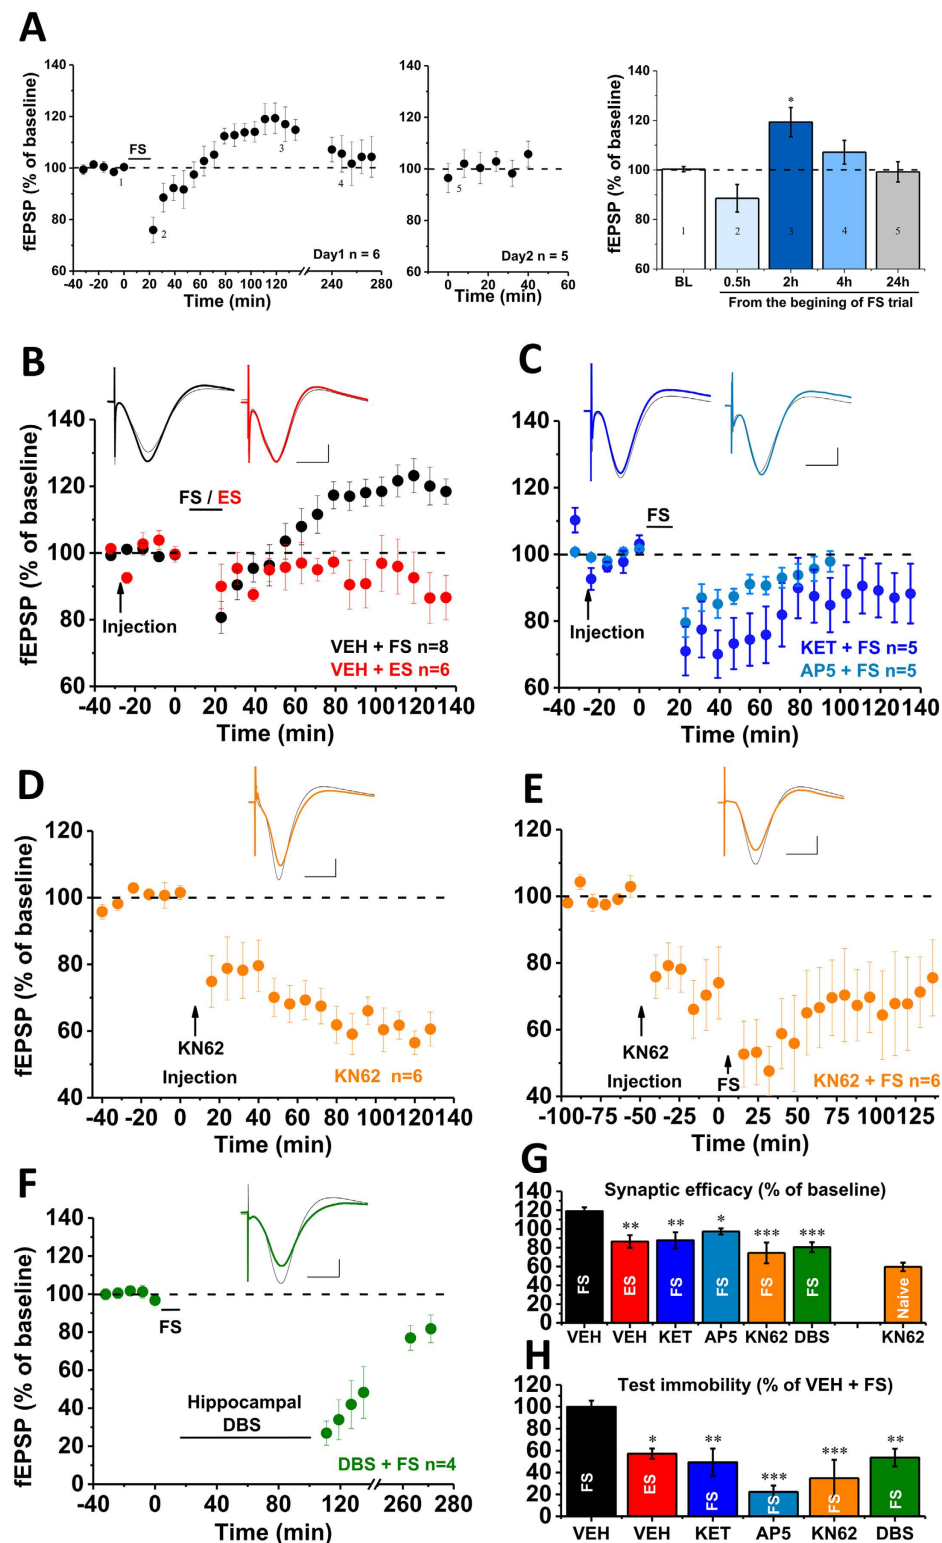 A
fEPSP (% of baseline)
140
120
100
80
60
FS
1
2
3
4
Day1 n = 6
-40 -20 0 20 40 60 80 100 120 240 260 280
Time (min)
140
120
100
80
60
5
Day2 n = 5
0 20 40 60
Time (min)
fEPSP (% of baseline)
140
120
100
80
60
*
1 2 3 4 5
BL 0.5h 2h 4h 24h
From the begining of FS trial
B
fEPSP (% of baseline)
140
120
100
80
60
FS / ES
Injection
VEH + FS n=8
VEH + ES n=6
-40 -20 0 20 40 60 80 100 120 140
Time (min)
C
140
120
100
80
60
FS
Injection
KET + FS n=5
AP5 + FS n=5
-40 -20 0 20 40 60 80 100 120 140
Time (min)
D
fEPSP (% of baseline)
120
100
80
60
40
KN62
Injection
KN62 n=6
-40 -20 0 20 40 60 80 100 120 140
Time (min)
E
120
100
80
60
40
KN62
Injection
FS
KN62 + FS n=6
-100 -75 -50 -25 0 25 50 75 100 125
Time (min)
F
fEPSP (% of baseline)
140
120
100
80
60
40
20
0
FS
Hippocampal
DBS
DBS + FS n=4
-40 0 40 80 120 260 280
Time (min)
G
Synaptic efficacy (% of baseline)
140
120
100
80
60
40
20
0
** ** * *** ***
FS ES FS FS FS FS Naive
VEH VEH KET AP5 KN62 DBS KN62
H
Test immobility (% of VEH + FS)
120
100
80
60
40
20
0
* ** *** *** **
FS ES FS FS FS FS
VEH VEH KET AP5 KN62 DBS